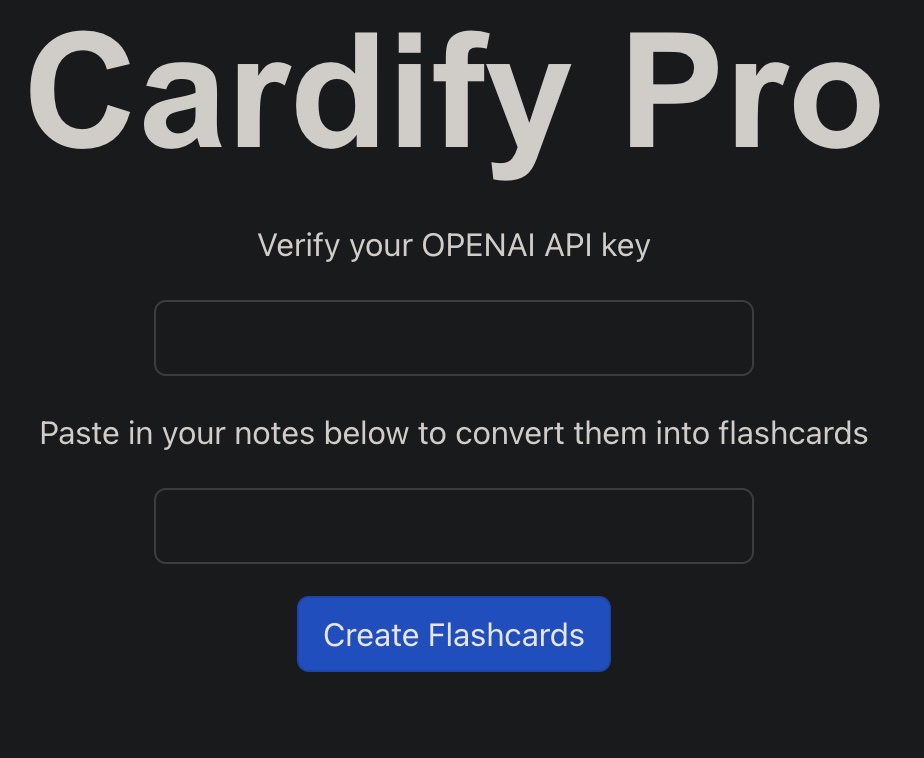 Cardify Pro
Verify your OPENAI API key
Paste in your notes below to convert them into flashcards
Create Flashcards